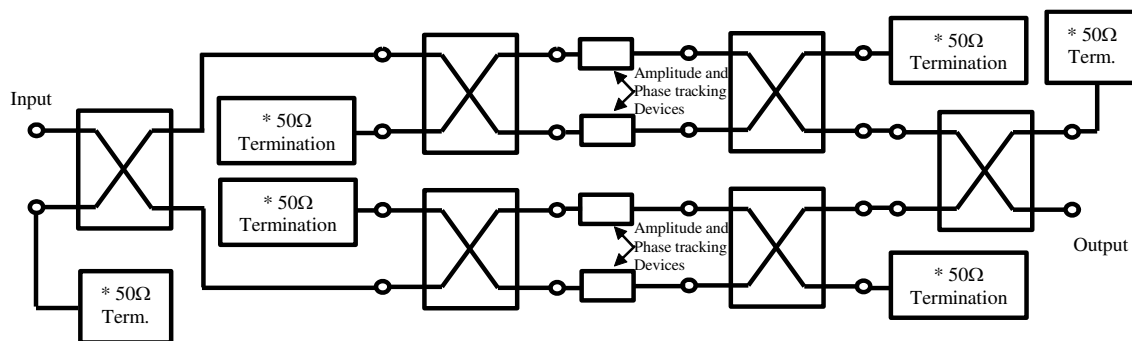 * 50Ω
Termination
* 50Ω
Term.
Amplitude and
Phase tracking
Devices
Input
* 50Ω
Termination
* 50Ω
Termination
Amplitude and
Phase tracking
Devices
Output
* 50Ω
Term.
* 50Ω
Termination